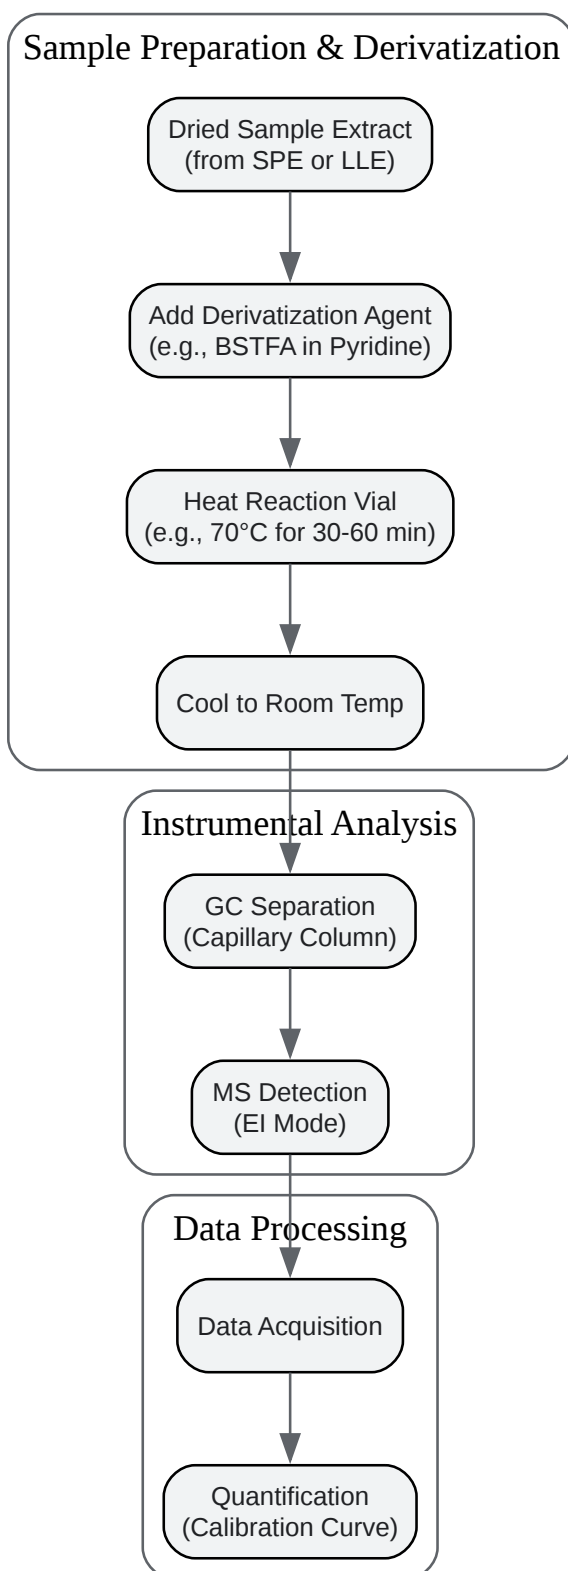 Sample Preparation & Derivatization
Dried Sample Extract
(from SPE or LLE)
Add Derivatization Agent
(e.g., BSTFA in Pyridine)
Heat Reaction Vial
(e.g., 70°C for 30-60 min)
Cool to Room Temp
Instrumental Analysis
GC Separation
(Capillary Column)
MS Detection
(EI Mode)
Data Processing
Data Acquisition
Quantification
(Calibration Curve)